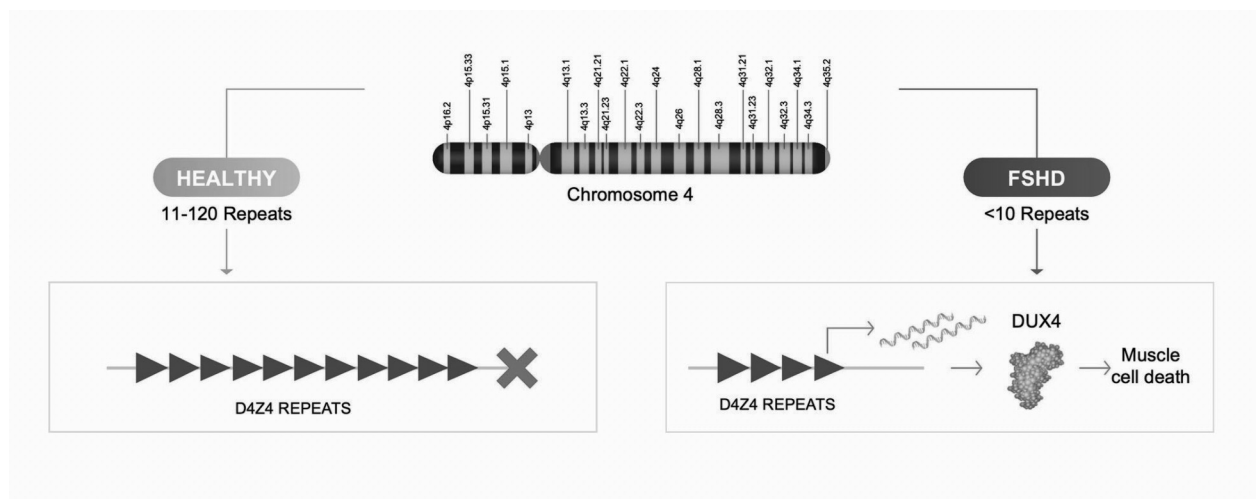 4p16.2
4p15.33
4p15.31
4p15.1
4p13
4q13.1
4q13.3
4q21.21
4q21.23
4q22.1
4q22.3
4q24
4q26
4q28.1
4q28.3
4q31.21
4q31.23
4q32.1
4q32.3
4q34.1
4q34.3
4q35.2
Chromosome 4
HEALTHY
11-120 Repeats
D4Z4 REPEATS
FSHD
<10 Repeats
D4Z4 REPEATS
DUX4
Muscle
cell death